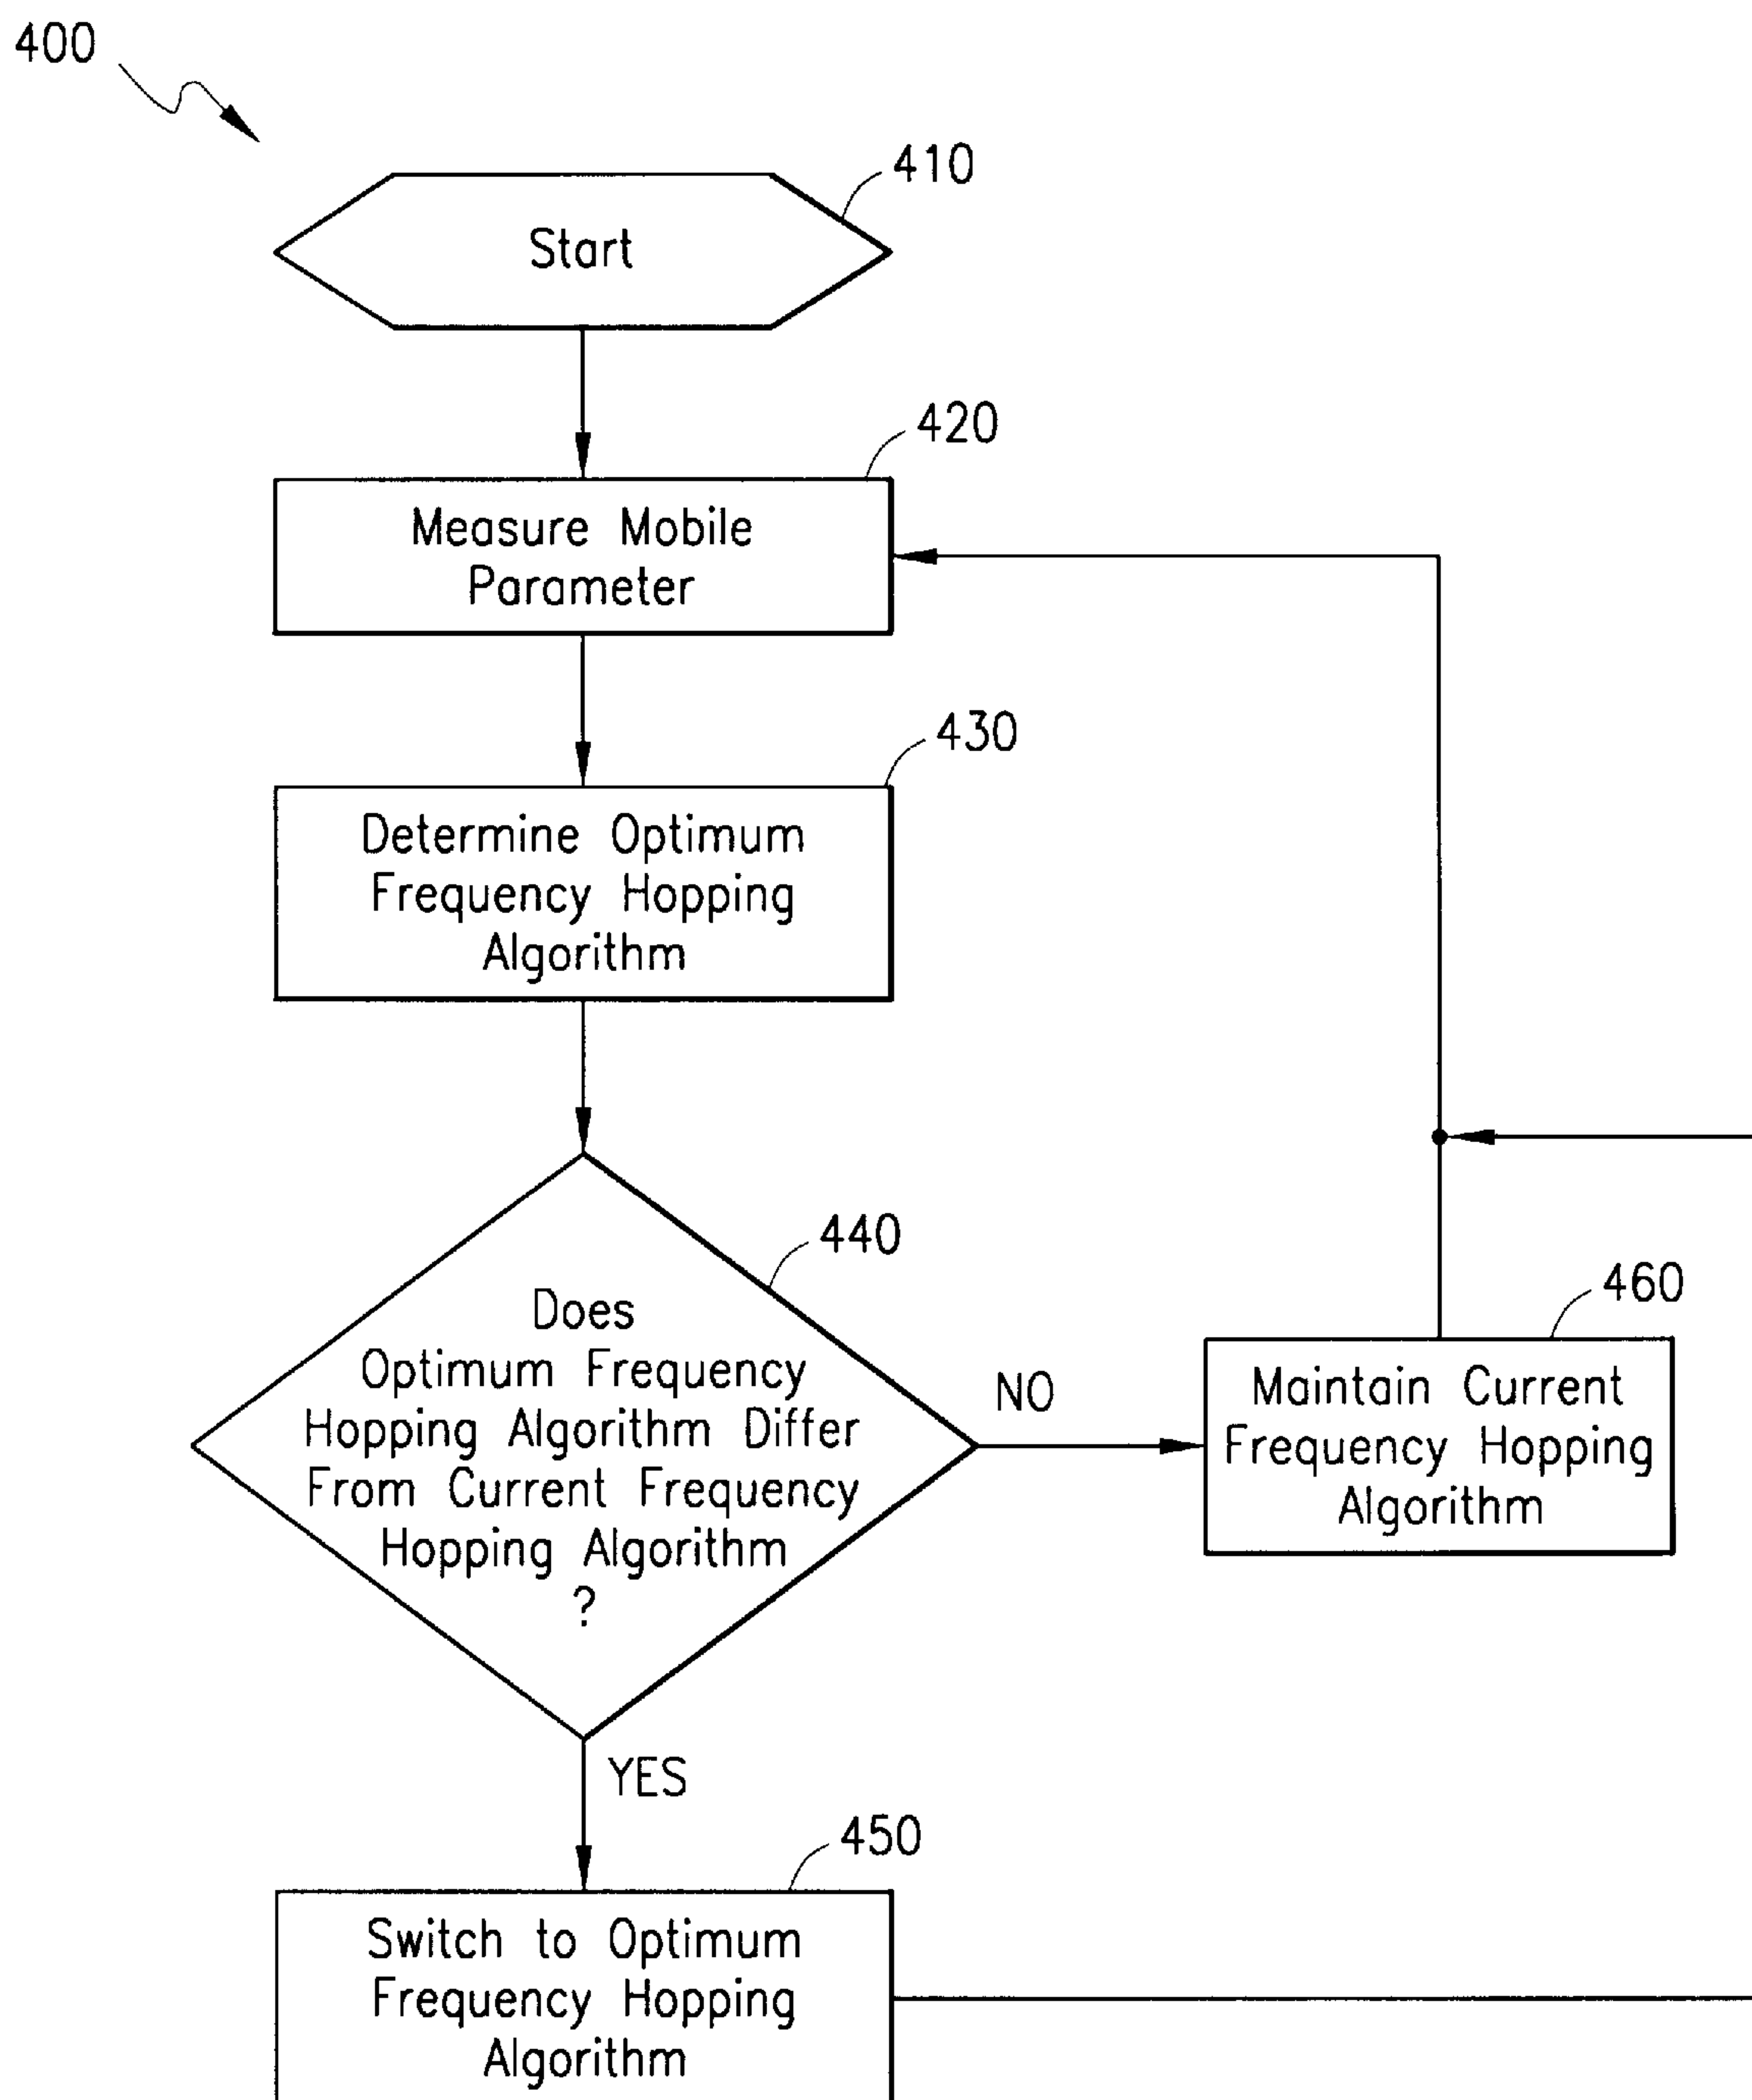 400
410
Start
420
Measure Mobile
Parameter
430
Determine Optimum
Frequency Hopping
Algorithm
440
Does
Optimum Frequency
Hopping Algorithm Differ
From Current Frequency
Hopping Algorithm
?
NO
460
Maintain Current
Frequency Hopping
Algorithm
YES
450
Switch to Optimum
Frequency Hopping
Algorithm